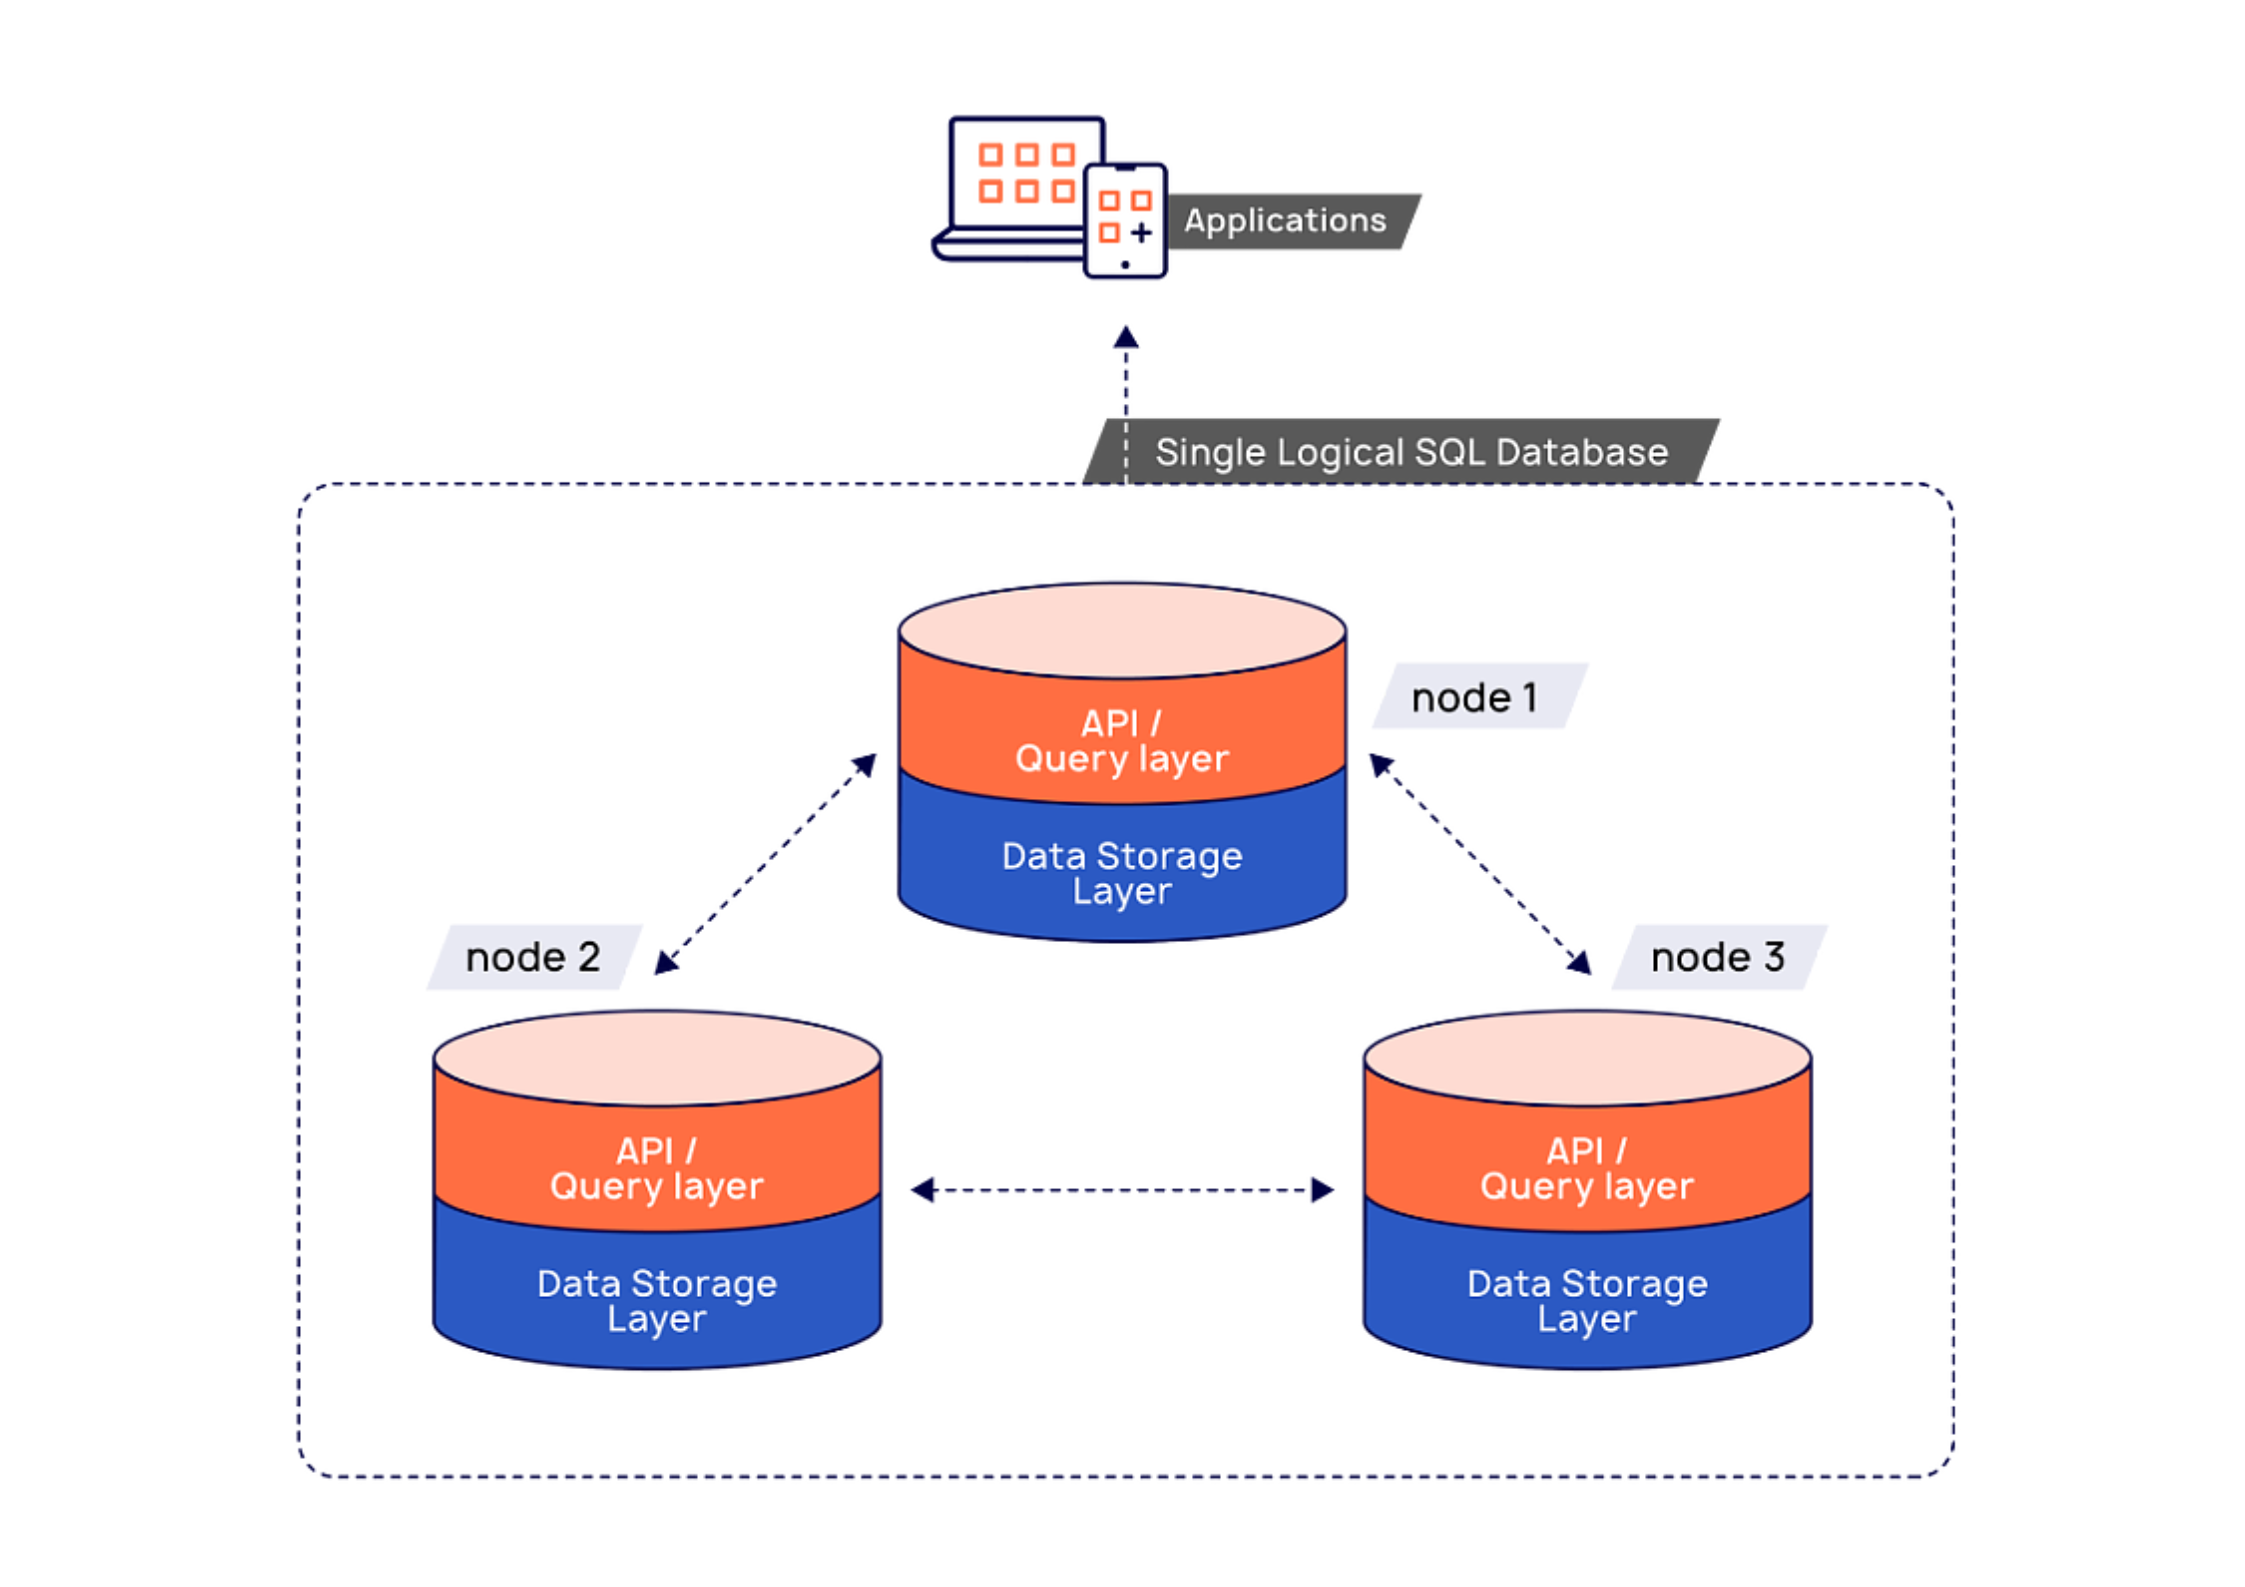 Applications
Single Logical SQL Database
node 1
API /
Query layer
Data Storage
Layer
node 2
API /
Query layer
Data Storage
Layer
node 3
API /
Query layer
Data Storage
Layer